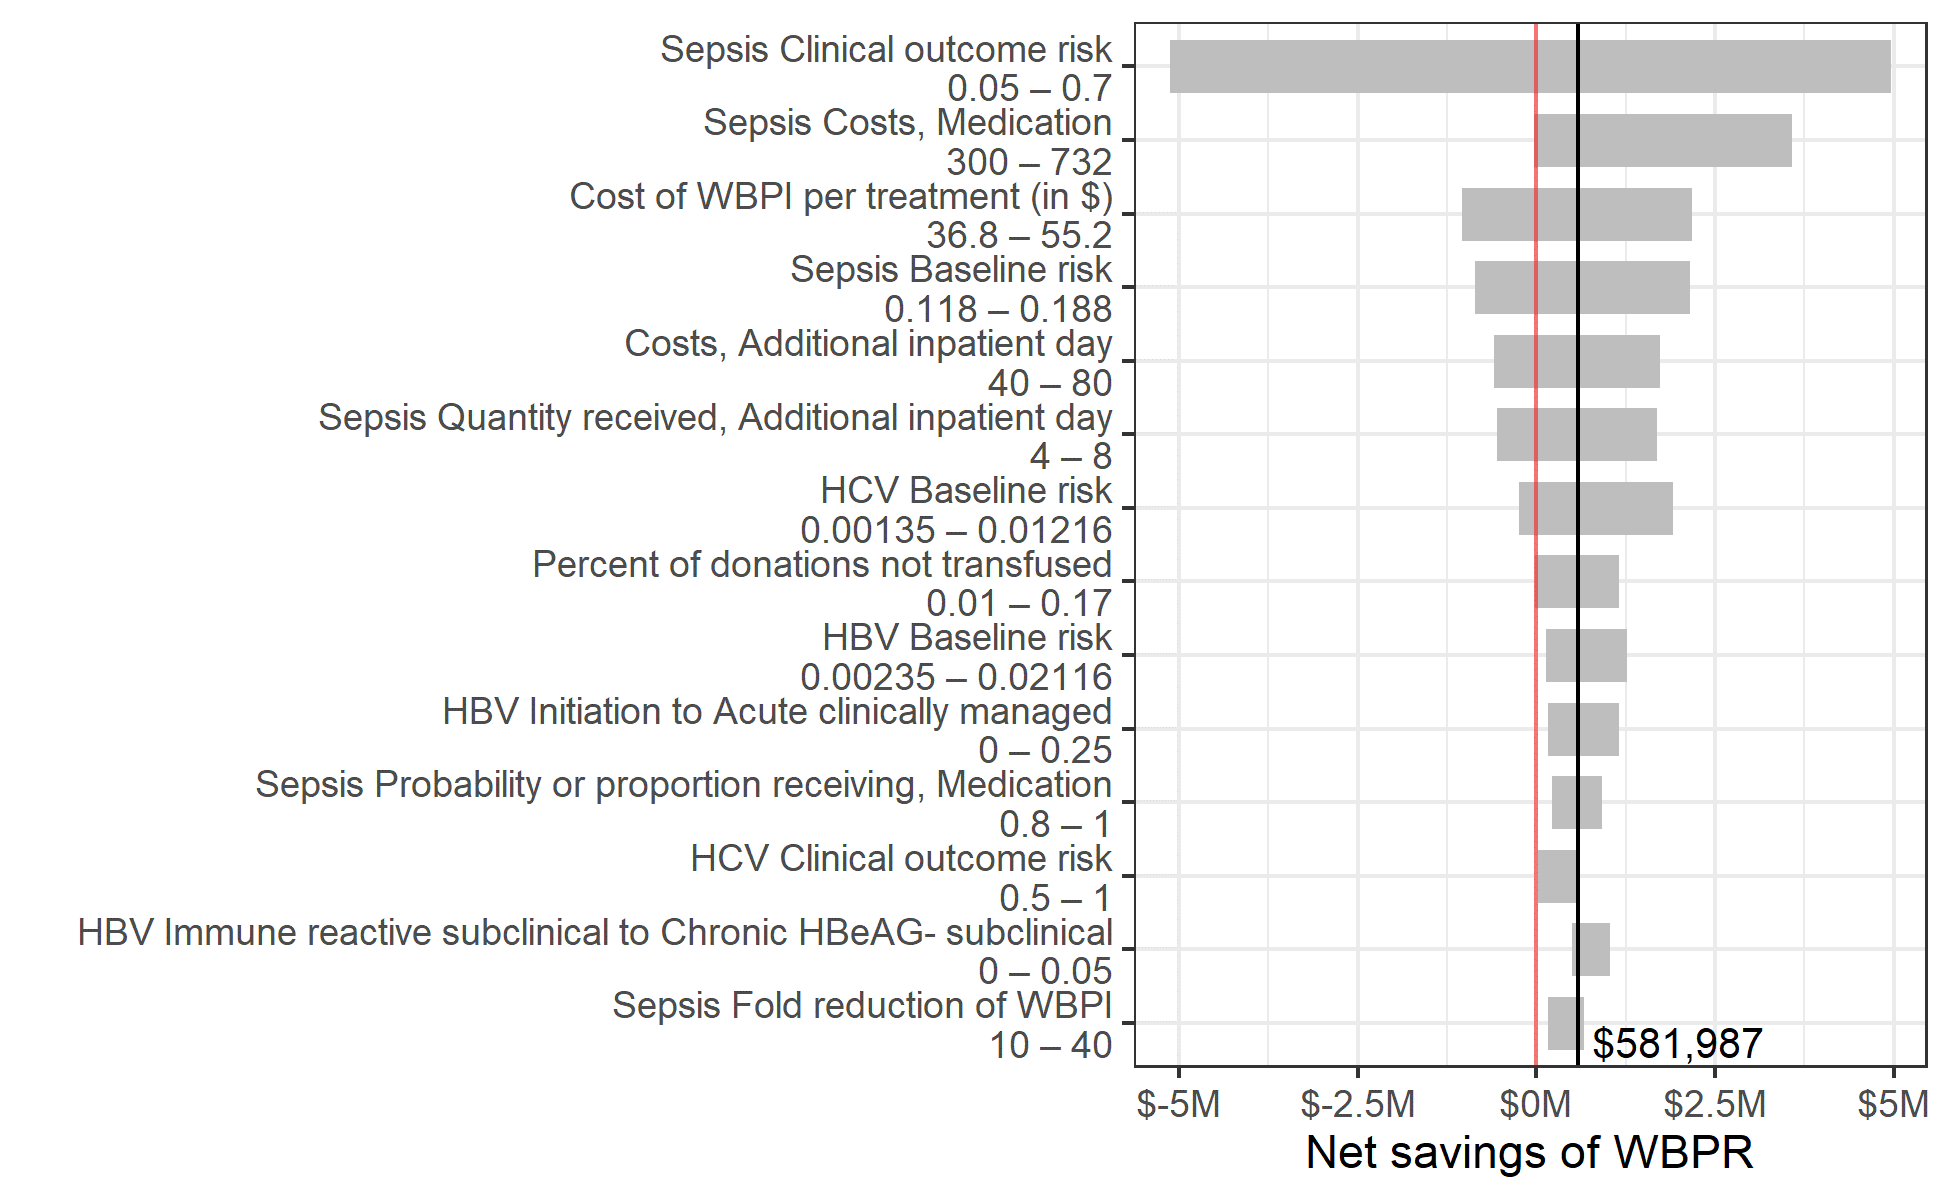 Sepsis Clinical outcome risk
0.05 – 0.7
Sepsis Costs, Medication
300 – 732
Cost of WBPI per treatment (in $)
36.8 – 55.2
Sepsis Baseline risk
0.118 – 0.188
Costs, Additional inpatient day
40 – 80
Sepsis Quantity received, Additional inpatient day
4 – 8
HCV Baseline risk
0.00135 – 0.01216
Percent of donations not transfused
0.01 – 0.17
HBV Baseline risk
0.00235 – 0.02116
HBV Initiation to Acute clinically managed
0 – 0.25
Sepsis Probability or proportion receiving, Medication
0.8 – 1
HCV Clinical outcome risk
0.5 – 1
HBV Immune reactive subclinical to Chronic HBeAG- subclinical
0 – 0.05
Sepsis Fold reduction of WBPI
10 – 40
$581,987
$-5M $-2.5M $0M $2.5M $5M
Net savings of WBPR